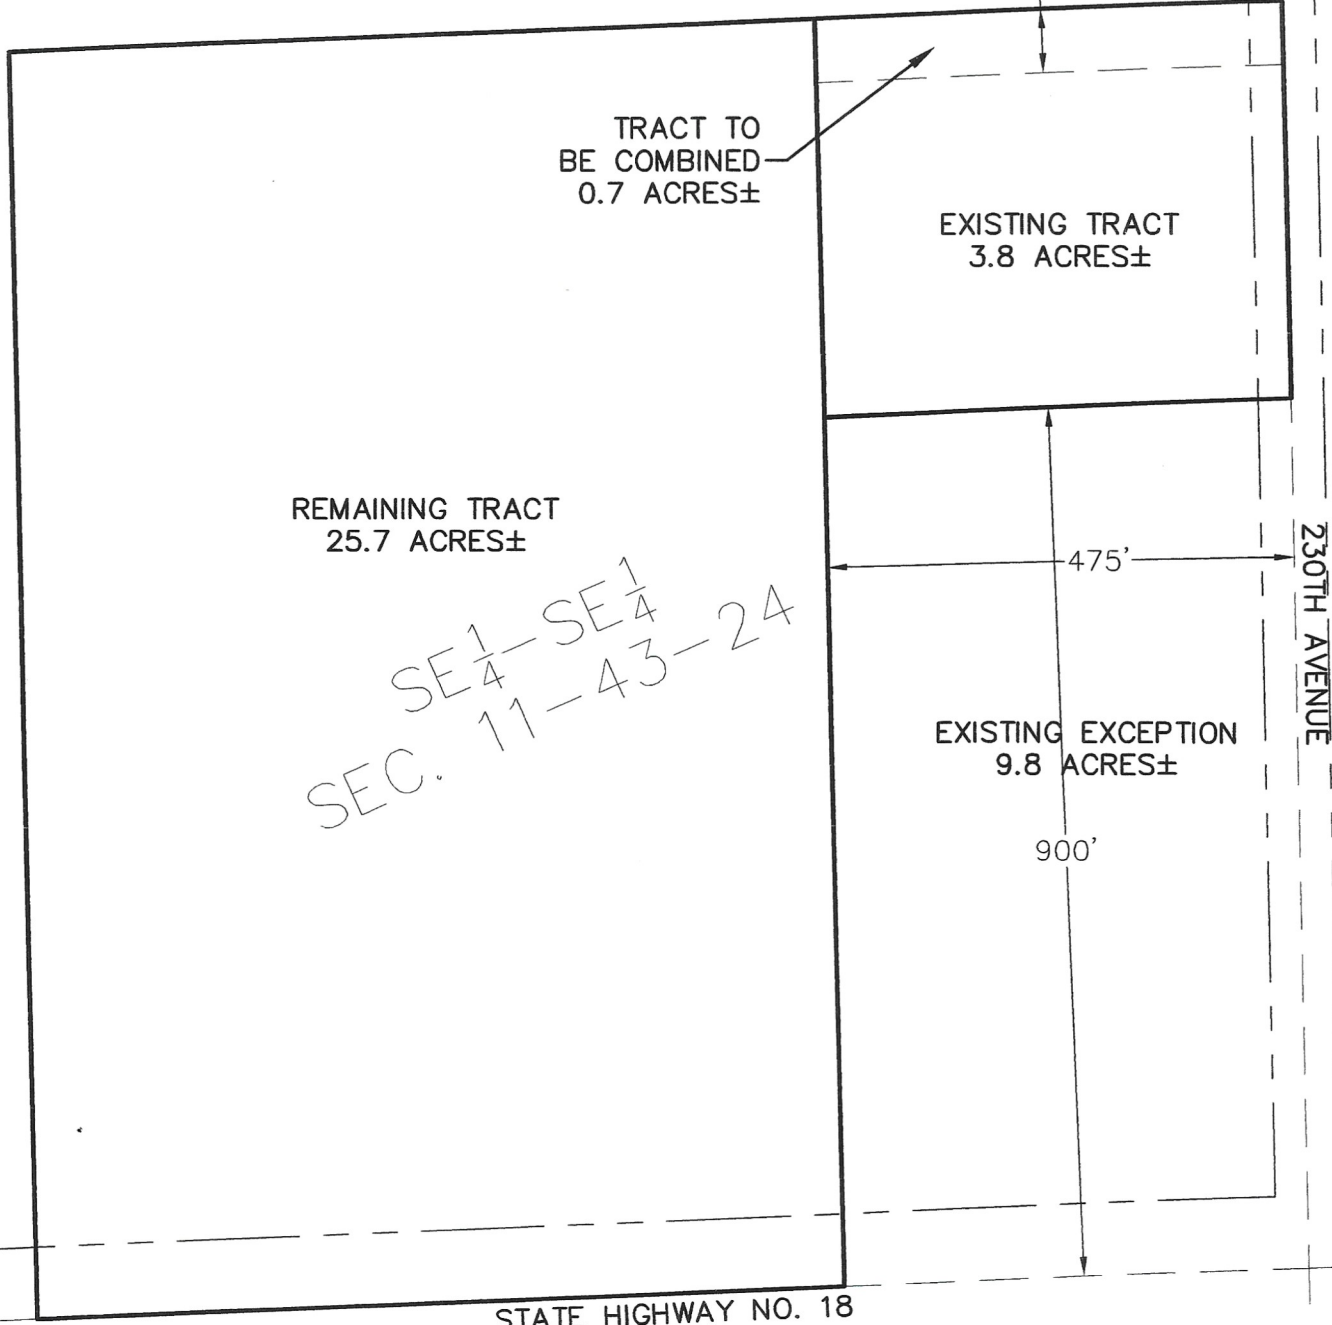 TRACT TO
BE COMBINED
0.7 ACRES±
EXISTING TRACT
3.8 ACRES±
REMAINING TRACT
25.7 ACRES±
SE1/4-SE1/4
SEC. 11-43-24
475'
230TH AVENUE
EXISTING EXCEPTION
9.8 ACRES±
900'
STATE HIGHWAY NO. 18